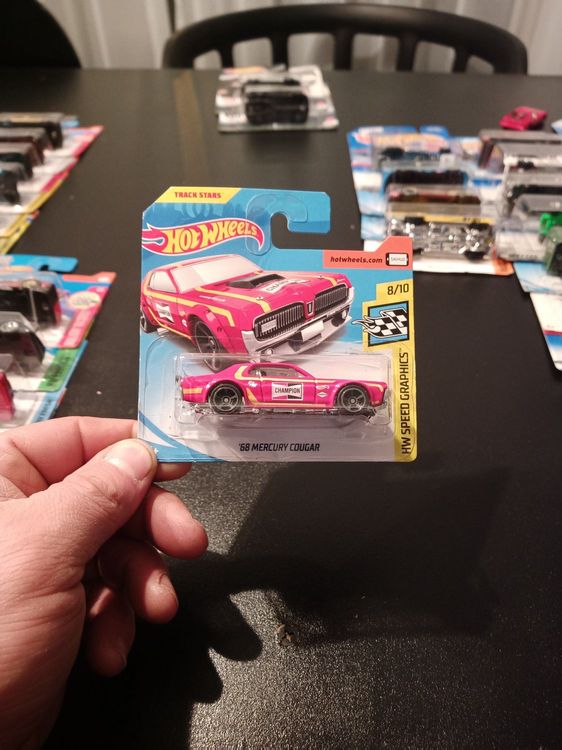 TRACK STARS
HOT WHEELS
hotwheels.com
8/10
CHAMPION
HW SPEED GRAPHICS
'68 MERCURY COUGAR